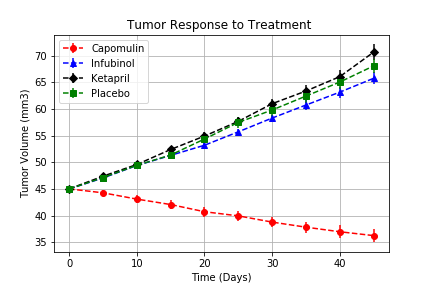 Tumor Response to Treatment
Capomulin
Infubinol
Ketapril
Placebo
Tumor Volume (mm3)
70
65
60
55
50
45
40
35
0
10
20
30
40
Time (Days)